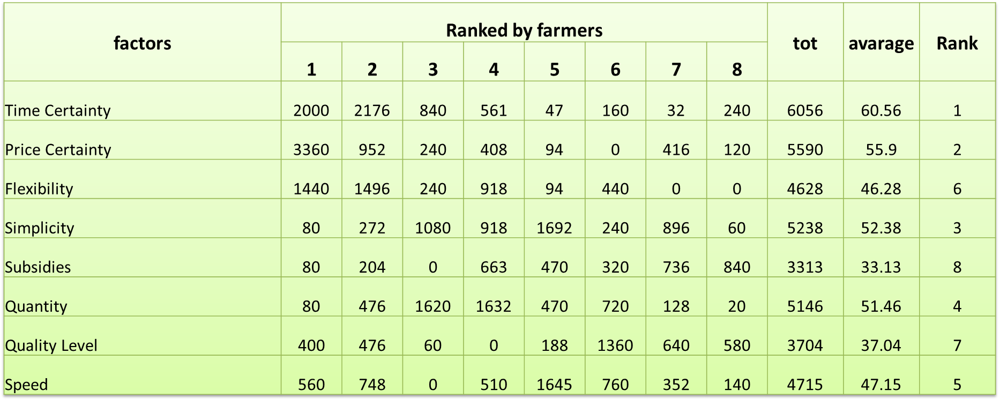 factors Ranked by farmers tot avarage Rank
1 2 3 4 5 6 7 8
Time Certainty 2000 2176 840 561 47 160 32 240 6056 60.56 1
Price Certainty 3360 952 240 408 94 0 416 120 5590 55.9 2
Flexibility 1440 1496 240 918 94 440 0 0 4628 46.28 6
Simplicity 80 272 1080 918 1692 240 896 60 5238 52.38 3
Subsidies 80 204 0 663 470 320 736 840 3313 33.13 8
Quantity 80 476 1620 1632 470 720 128 20 5146 51.46 4
Quality Level 400 476 60 0 188 1360 640 580 3704 37.04 7
Speed 560 748 0 510 1645 760 352 140 4715 47.15 5